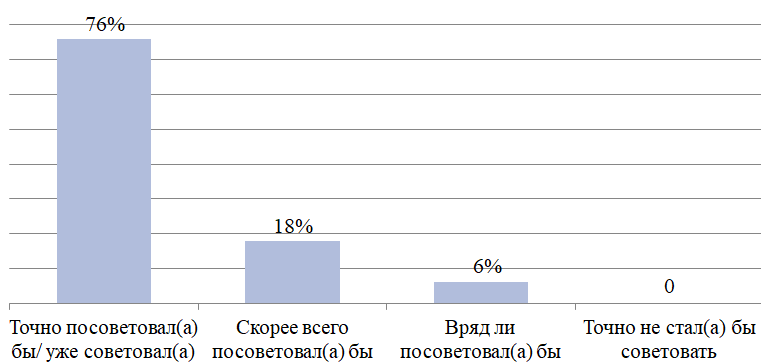 76%
18%
6%
0
Точно посоветовал(а)
бы/ уже советовал(а)
Скорее всего
посоветовал(а) бы
Вряд ли
посоветовал(а) бы
Точно не стал(а) бы
советовать